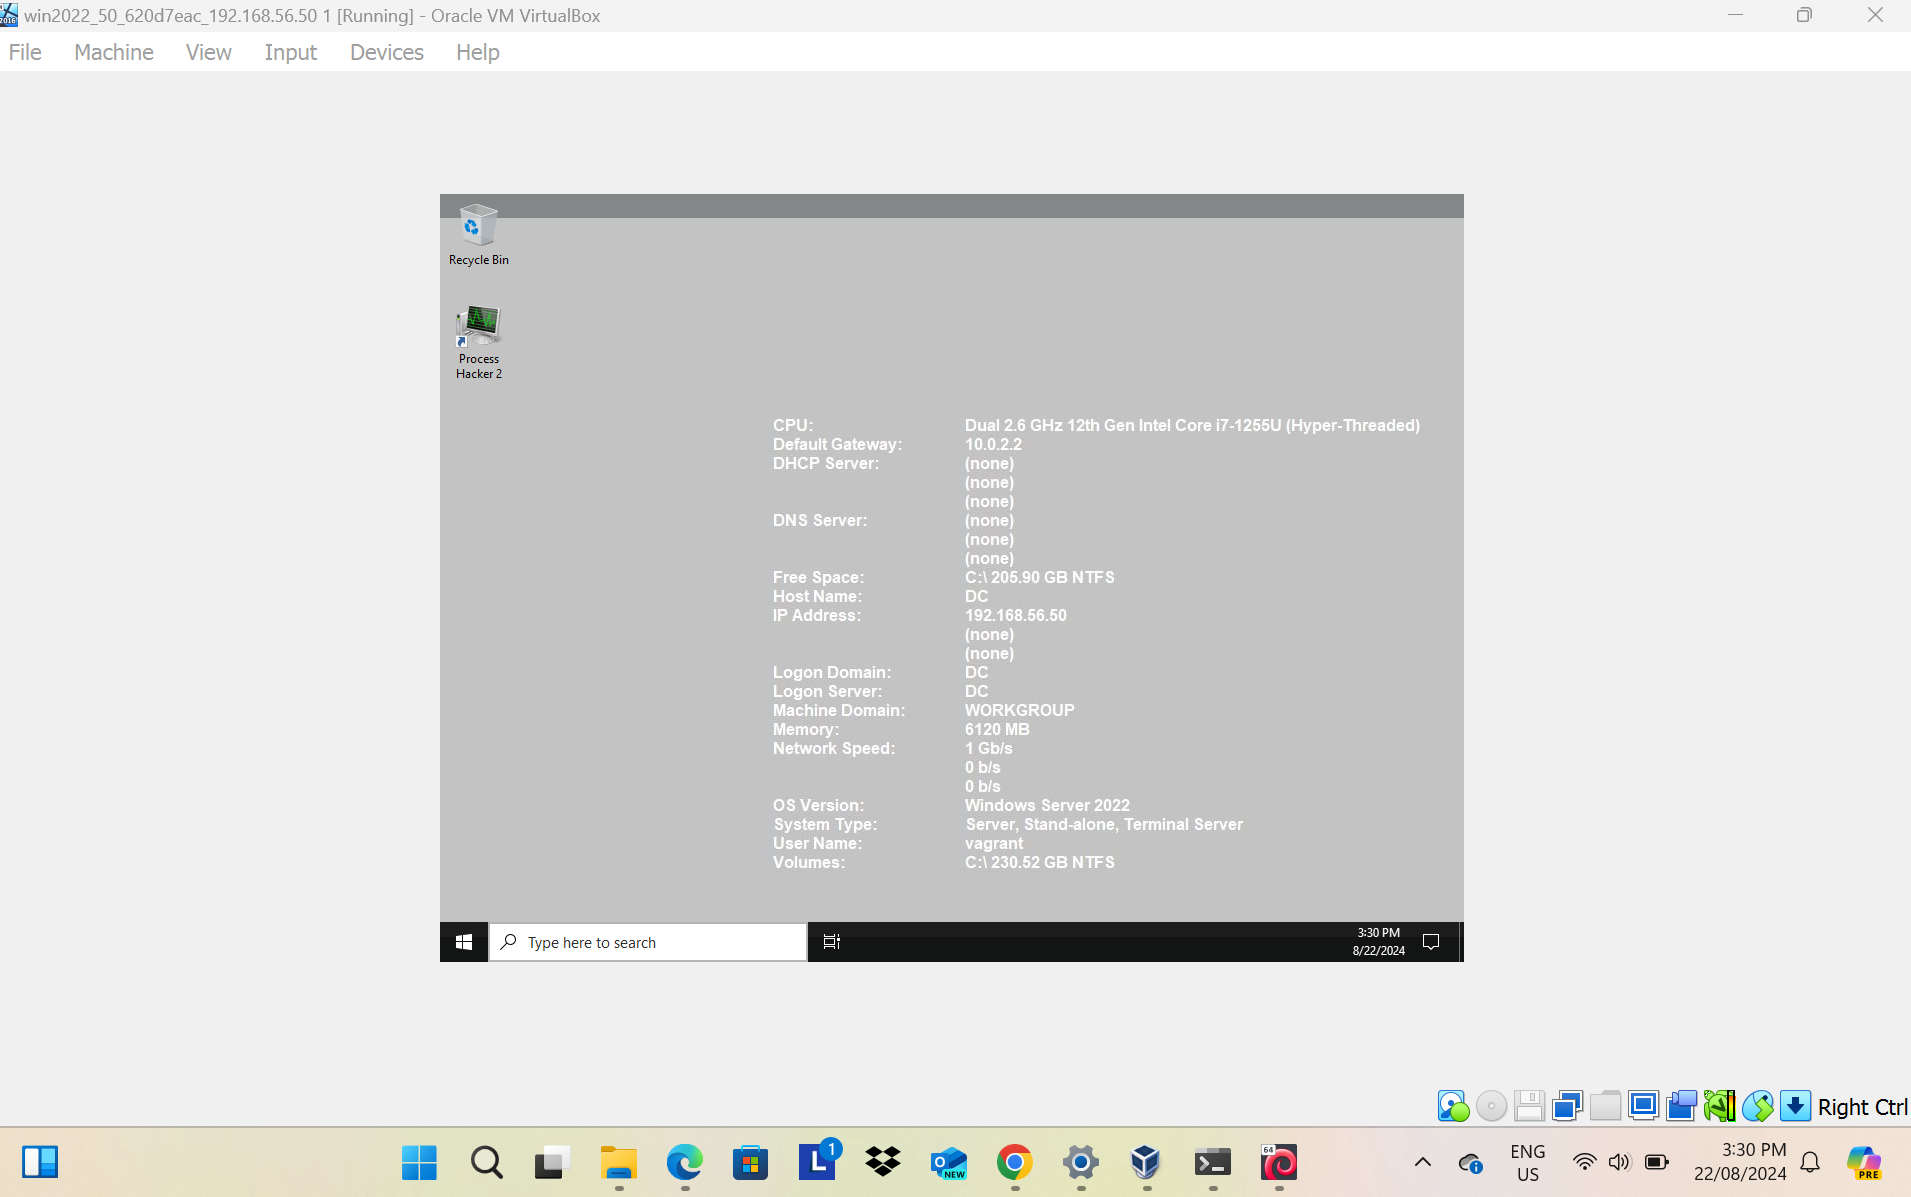 win2022_50_620d7eac_192.168.56.50 1 [Running] - Oracle VM VirtualBox
File Machine View Input Devices Help
Recycle Bin
Process
Hacker 2
CPU: Dual 2.6 GHz 12th Gen Intel Core i7-1255U (Hyper-Threaded)
Default Gateway: 10.0.2.2
DHCP Server: (none)
(none)
(none)
DNS Server: (none)
(none)
(none)
Free Space: C:\ 205.90 GB NTFS
Host Name: DC
IP Address: 192.168.56.50
(none)
(none)
Logon Domain: DC
Logon Server: DC
Machine Domain: WORKGROUP
Memory: 6120 MB
Network Speed: 1 Gb/s
0 b/s
0 b/s
OS Version: Windows Server 2022
System Type: Server, Stand-alone, Terminal Server
User Name: vagrant
Volumes: C:\ 230.52 GB NTFS
Type here to search
3:30 PM
8/22/2024
Right Ctrl
L 1
NEW
64
ENG
US
3:30 PM
22/08/2024
PRE